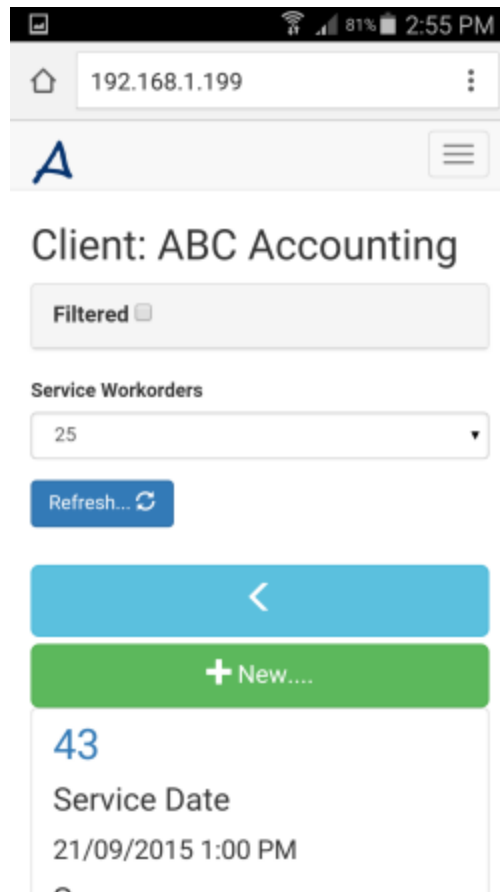 81% 2:55 PM
192.168.1.199
Client: ABC Accounting
Filtered
Service Workorders
25
Refresh...
New....
43
Service Date
21/09/2015 1:00 PM